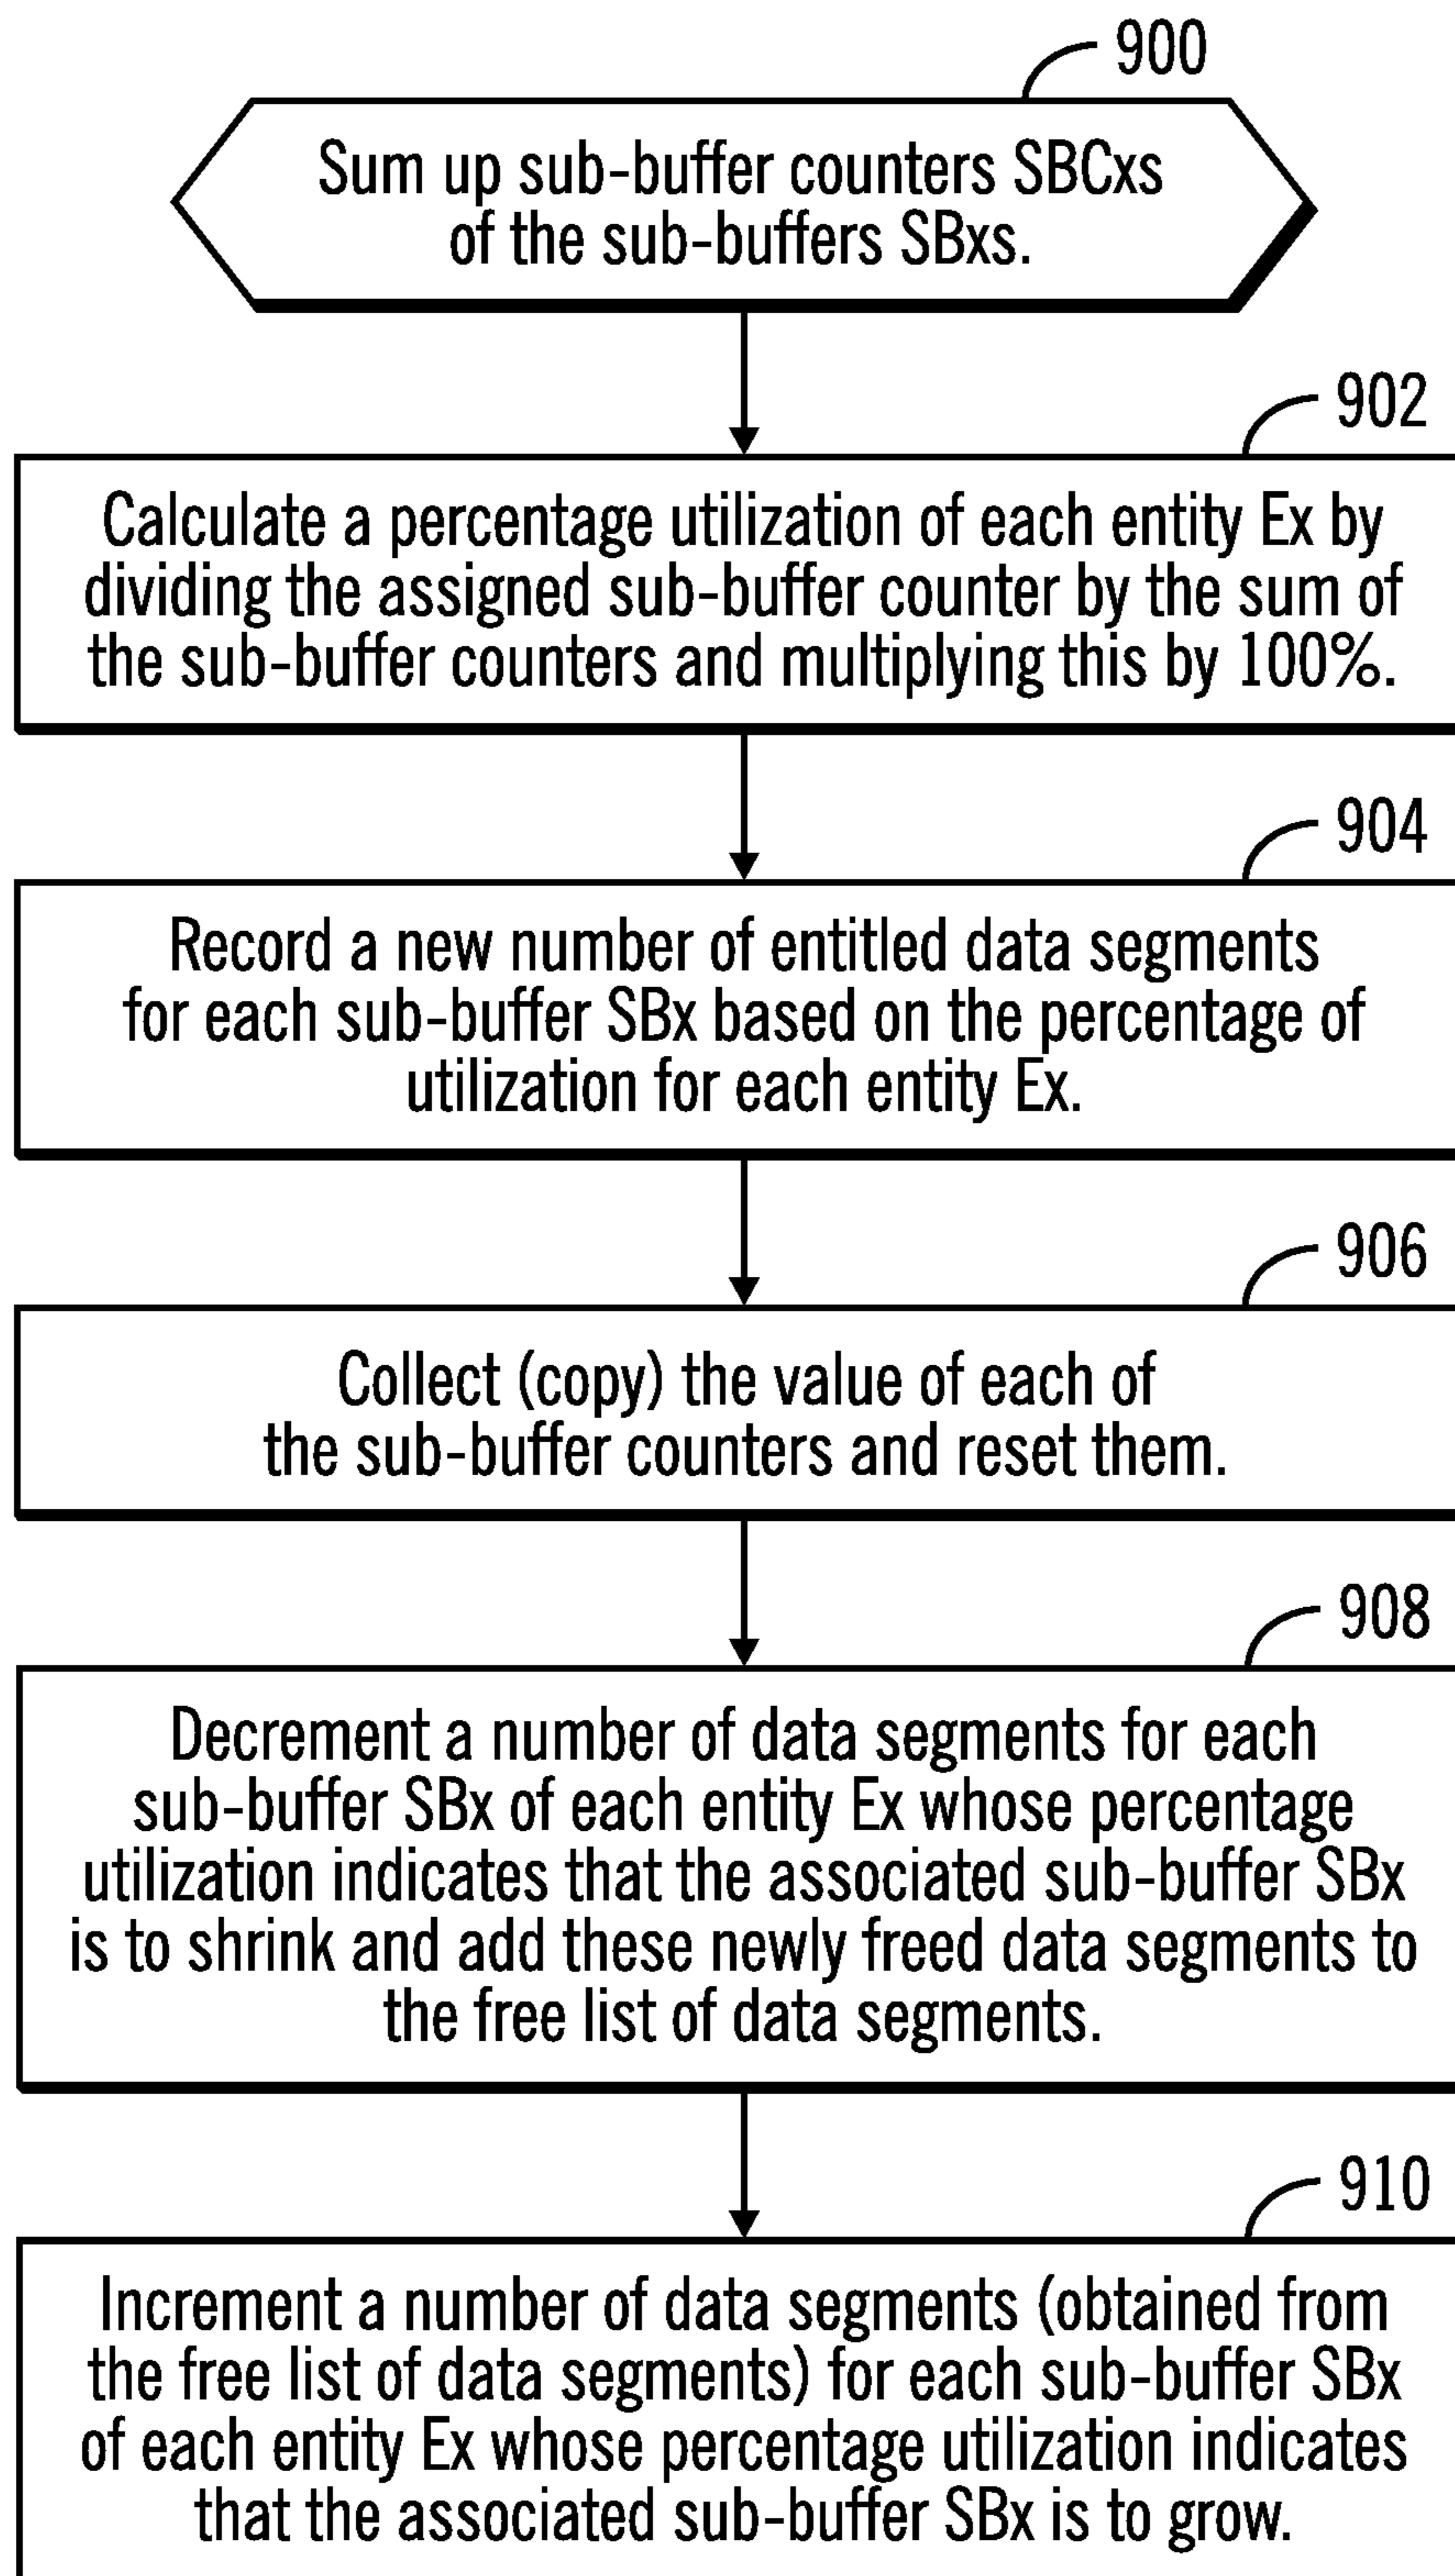 900
Sum up sub-buffer counters SBCxs
of the sub-buffers SBxs.
902
Calculate a percentage utilization of each entity Ex by
dividing the assigned sub-buffer counter by the sum of
the sub-buffer counters and multiplying this by 100%.
904
Record a new number of entitled data segments
for each sub-buffer SBx based on the percentage of
utilization for each entity Ex.
906
Collect (copy) the value of each of
the sub-buffer counters and reset them.
908
Decrement a number of data segments for each
sub-buffer SBx of each entity Ex whose percentage
utilization indicates that the associated sub-buffer SBx
is to shrink and add these newly freed data segments to
the free list of data segments.
910
Increment a number of data segments (obtained from
the free list of data segments) for each sub-buffer SBx
of each entity Ex whose percentage utilization indicates
that the associated sub-buffer SBx is to grow.